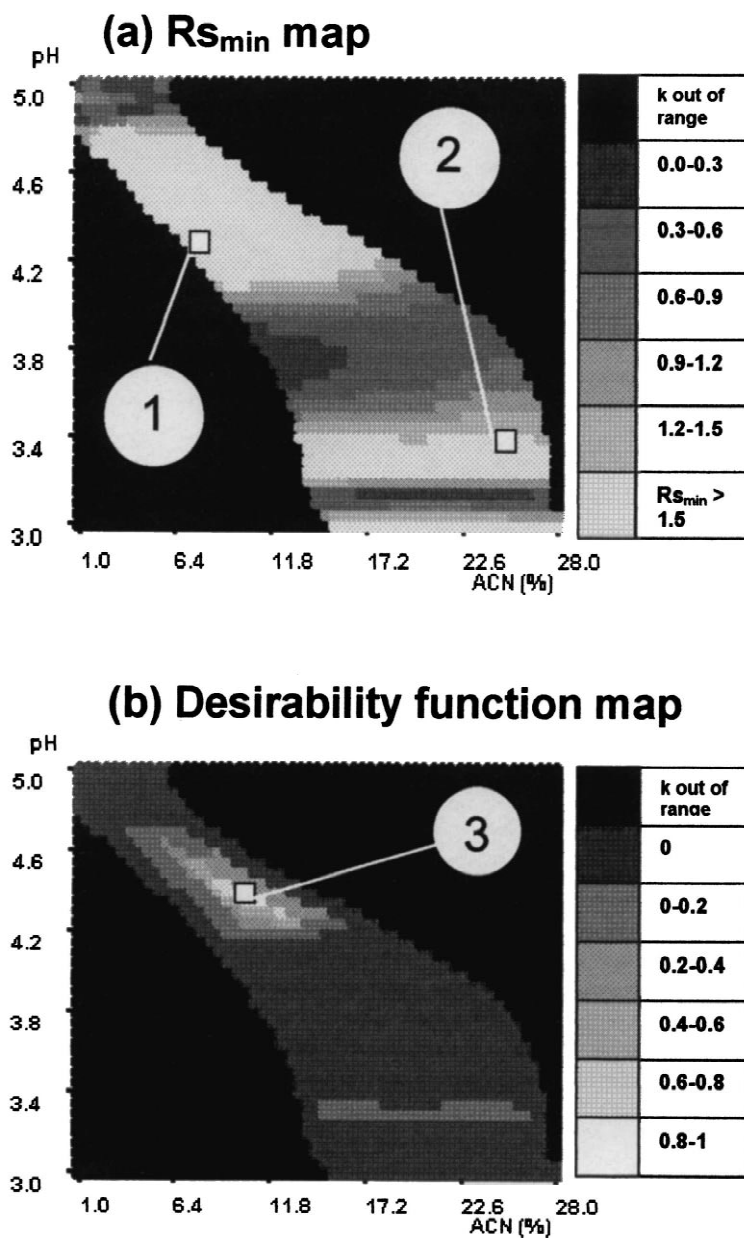 (a) Rsmin map
pH
5.0
4.6
4.2
3.8
3.4
3.0
1.0 6.4 11.8 17.2 22.6 28.0
ACN (%)
1
2
k out of
range
0.0-0.3
0.3-0.6
0.6-0.9
0.9-1.2
1.2-1.5
Rsmin >
1.5
(b) Desirability function map
pH
5.0
4.6
4.2
3.8
3.4
3.0
1.0 6.4 11.8 17.2 22.6 28.0
ACN (%)
3
k out of
range
0
0-0.2
0.2-0.4
0.4-0.6
0.6-0.8
0.8-1